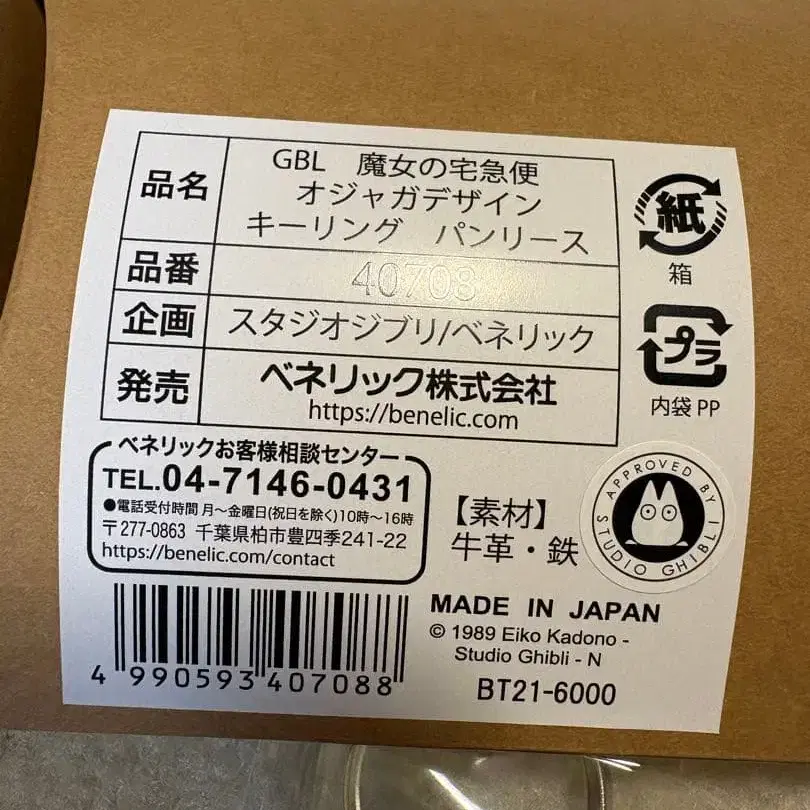 品名
GBL 魔女の宅急便
オジャガデザイン
キーリング パンリース
品番
40708
企画
スタジオジブリ/ベネリック
発売
ベネリック株式会社
https://benelic.com
紙
箱
プラ
内袋 PP
ベネリックお客様相談センター
TEL.04-7146-0431
●電話受付時間 月～金曜日(祝日を除く)10時～16時
〒277-0863 千葉県柏市豊四季241-22
https://benelic.com/contact
【素材】
牛革・鉄
APPROVED BY
STUDIO GHIBLI
MADE IN JAPAN
© 1989 Eiko Kadono -
Studio Ghibli - N
BT21-6000
4 990593 407088